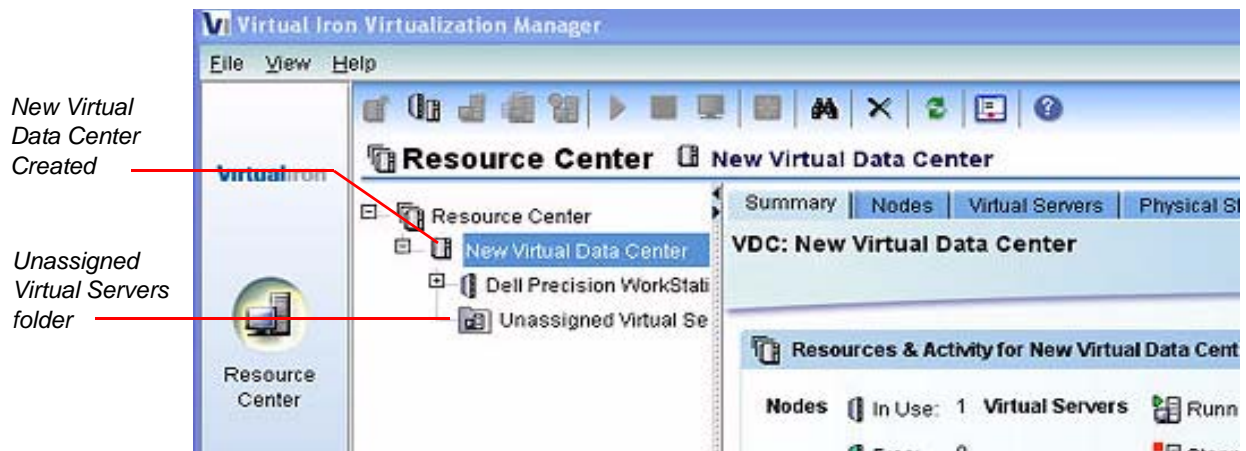 New Virtual
Data Center
Created
Unassigned
Virtual Servers
folder
Virtual Iron Virtualization Manager
File View Help
Virtualiron
Resource
Center
Resource Center New Virtual Data Center
Resource Center
New Virtual Data Center
Dell Precision WorkStati
Unassigned Virtual Se
Summary Nodes Virtual Servers Physical St
VDC: New Virtual Data Center
Resources & Activity for New Virtual Data Cent
Nodes In Use: 1 Virtual Servers Runn